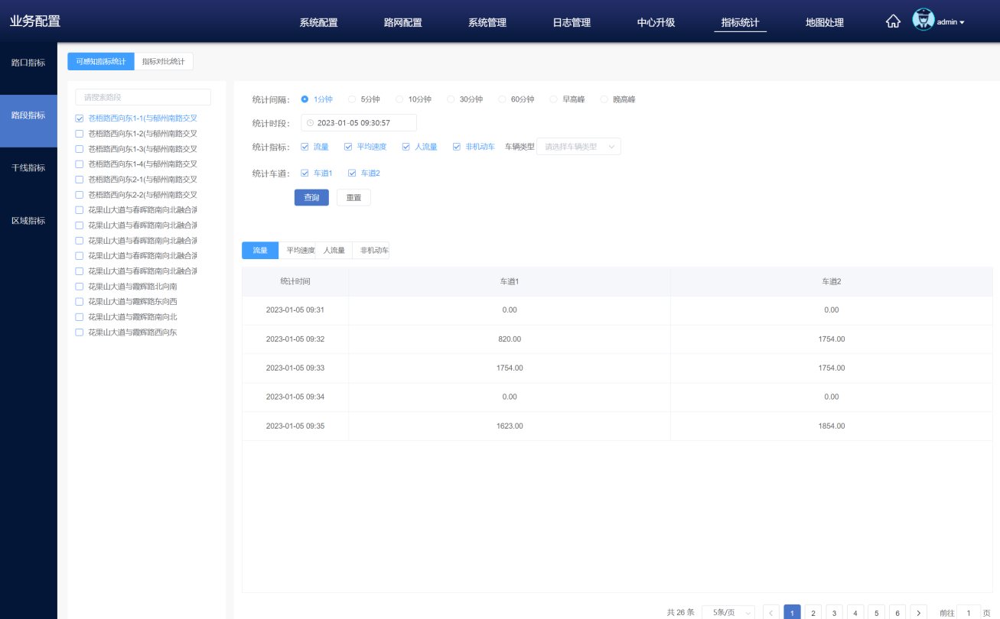 业务配置
系统配置 路网配置 系统管理 日志管理 中心升级 指标统计 地图处理 admin
路口指标
路段指标
干线指标
区域指标
可感知指标统计 指标对比统计
请搜索路段
苍梧路西向东1-1(与郁州南路交叉
苍梧路西向东1-2(与郁州南路交叉
苍梧路西向东1-3(与郁州南路交叉
苍梧路西向东1-4(与郁州南路交叉
苍梧路西向东2-1(与郁州南路交叉
苍梧路西向东2-2(与郁州南路交叉
花果山大道与春晖路南向北融合演
花果山大道与春晖路南向北融合演
花果山大道与春晖路南向北融合演
花果山大道与春晖路南向北融合演
花果山大道与春晖路南向北融合演
花果山大道与霞辉路北向南
花果山大道与霞辉路东向西
花果山大道与霞辉路南向北
花果山大道与霞辉路西向东
统计间隔: 1分钟 5分钟 10分钟 30分钟 60分钟 早高峰 晚高峰
统计时段: 2023-01-05 09:30:57
统计指标: 流量 平均速度 人流量 非机动车 车辆类型 请选择车辆类型
统计车道: 车道1 车道2
查询 重置
流量 平均速度 人流量 非机动车
统计时间 车道1 车道2
2023-01-05 09:31 0.00 0.00
2023-01-05 09:32 820.00 1754.00
2023-01-05 09:33 1754.00 1754.00
2023-01-05 09:34 0.00 0.00
2023-01-05 09:35 1623.00 1854.00
共 26 条 5条/页 1 2 3 4 5 6 前往 1 页